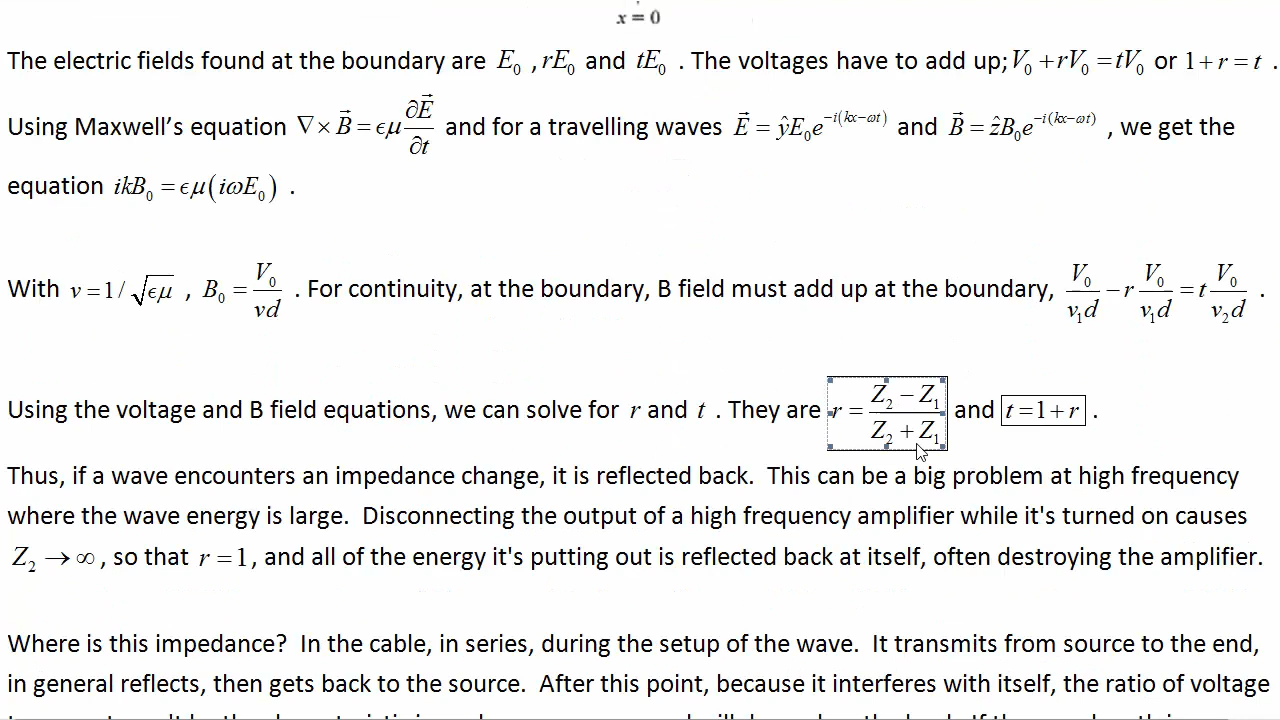 x = 0
The electric fields found at the boundary are E₀ , rE₀ and tE₀ . The voltages have to add up; V₀ + rV₀ = tV₀ or 1 + r = t .
Using Maxwell's equation ∇ × B⃗ = ϵμ ∂E⃗/∂t and for a travelling waves E⃗ = ŷE₀e^{−i(kx−ωt)} and B⃗ = ẑB₀e^{−i(kx−ωt)} , we get the
equation ikB₀ = ϵμ(iωE₀) .
With v = 1/√(ϵμ) , B₀ = V₀/(vd) . For continuity, at the boundary, B field must add up at the boundary, V₀/(v₁d) − r V₀/(v₁d) = t V₀/(v₂d) .
Using the voltage and B field equations, we can solve for r and t . They are r = (Z₂ − Z₁)/(Z₂ + Z₁) and t = 1 + r .
Thus, if a wave encounters an impedance change, it is reflected back. This can be a big problem at high frequency
where the wave energy is large. Disconnecting the output of a high frequency amplifier while it's turned on causes
Z₂ → ∞ , so that r = 1 , and all of the energy it's putting out is reflected back at itself, often destroying the amplifier.
Where is this impedance? In the cable, in series, during the setup of the wave. It transmits from source to the end,
in general reflects, then gets back to the source. After this point, because it interferes with itself, the ratio of voltage